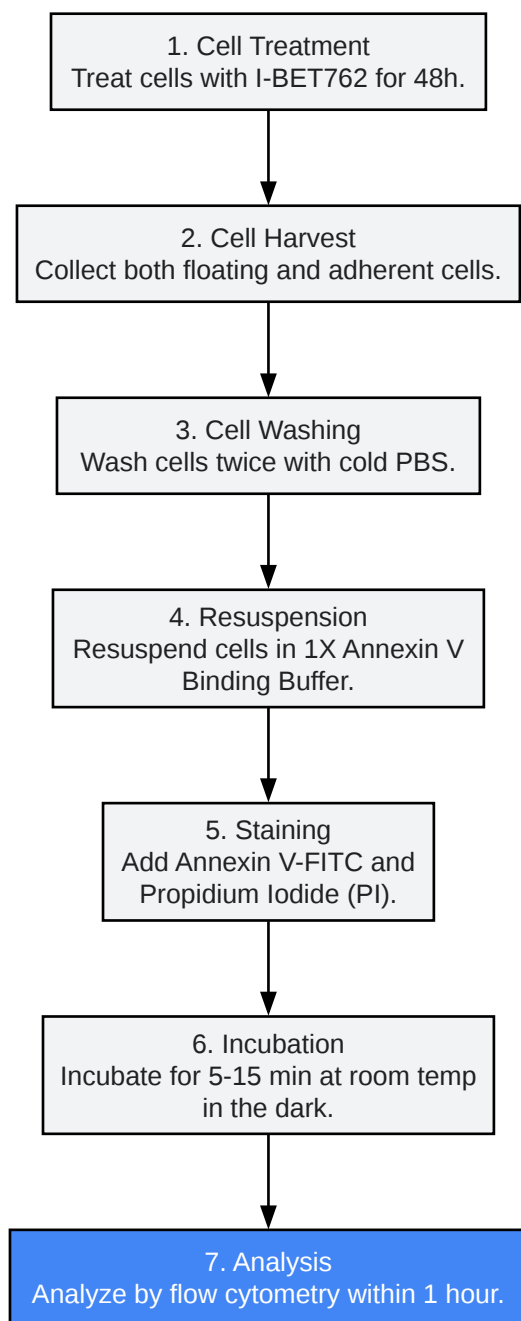 1. Cell Treatment
Treat cells with I-BET762 for 48h.
2. Cell Harvest
Collect both floating and adherent cells.
3. Cell Washing
Wash cells twice with cold PBS.
4. Resuspension
Resuspend cells in 1X Annexin V
Binding Buffer.
5. Staining
Add Annexin V-FITC and
Propidium Iodide (PI).
6. Incubation
Incubate for 5-15 min at room temp
in the dark.
7. Analysis
Analyze by flow cytometry within 1 hour.